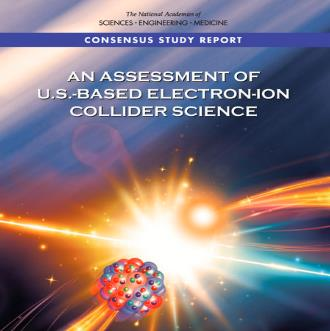 The National Academies of
SCIENCES • ENGINEERING • MEDICINE
CONSENSUS STUDY REPORT
AN ASSESSMENT OF
U.S.-BASED ELECTRON-ION
COLLIDER SCIENCE